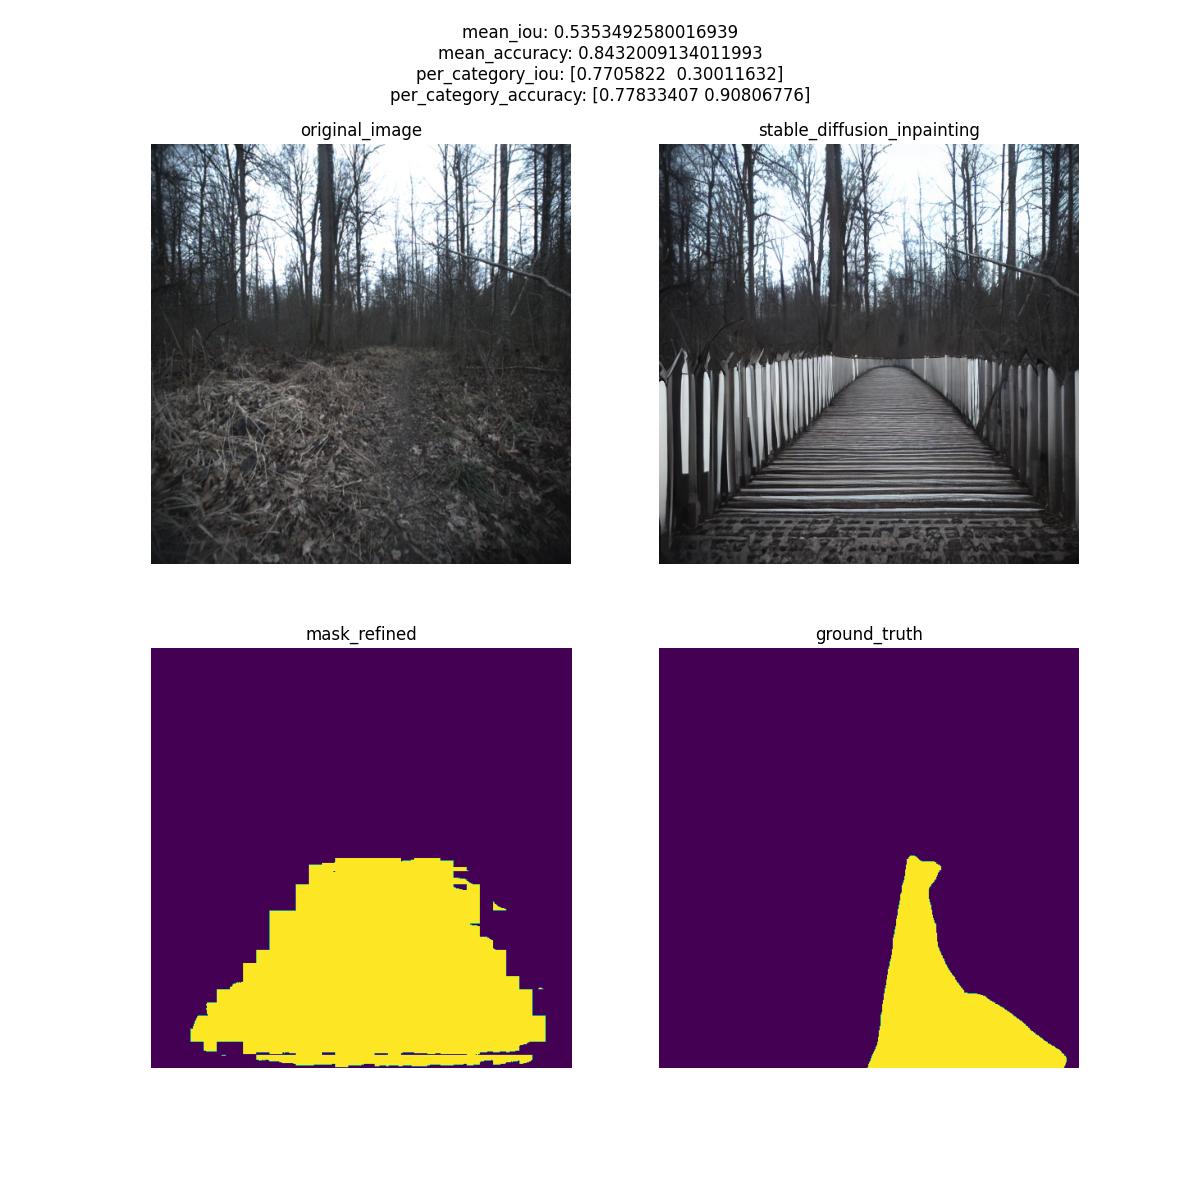 mean_iou: 0.5353492580016939
mean_accuracy: 0.8432009134011993
per_category_iou: [0.7705822  0.30011632]
per_category_accuracy: [0.77833407 0.90806776]
original_image
stable_diffusion_inpainting
mask_refined
ground_truth